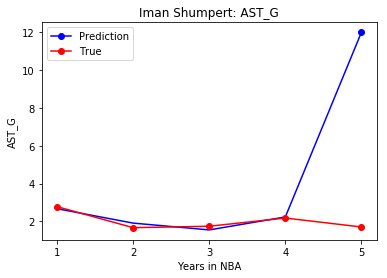 Iman Shumpert: AST_G
Prediction
True
12
10
8
6
4
2
AST_G
1 2 3 4 5
Years in NBA